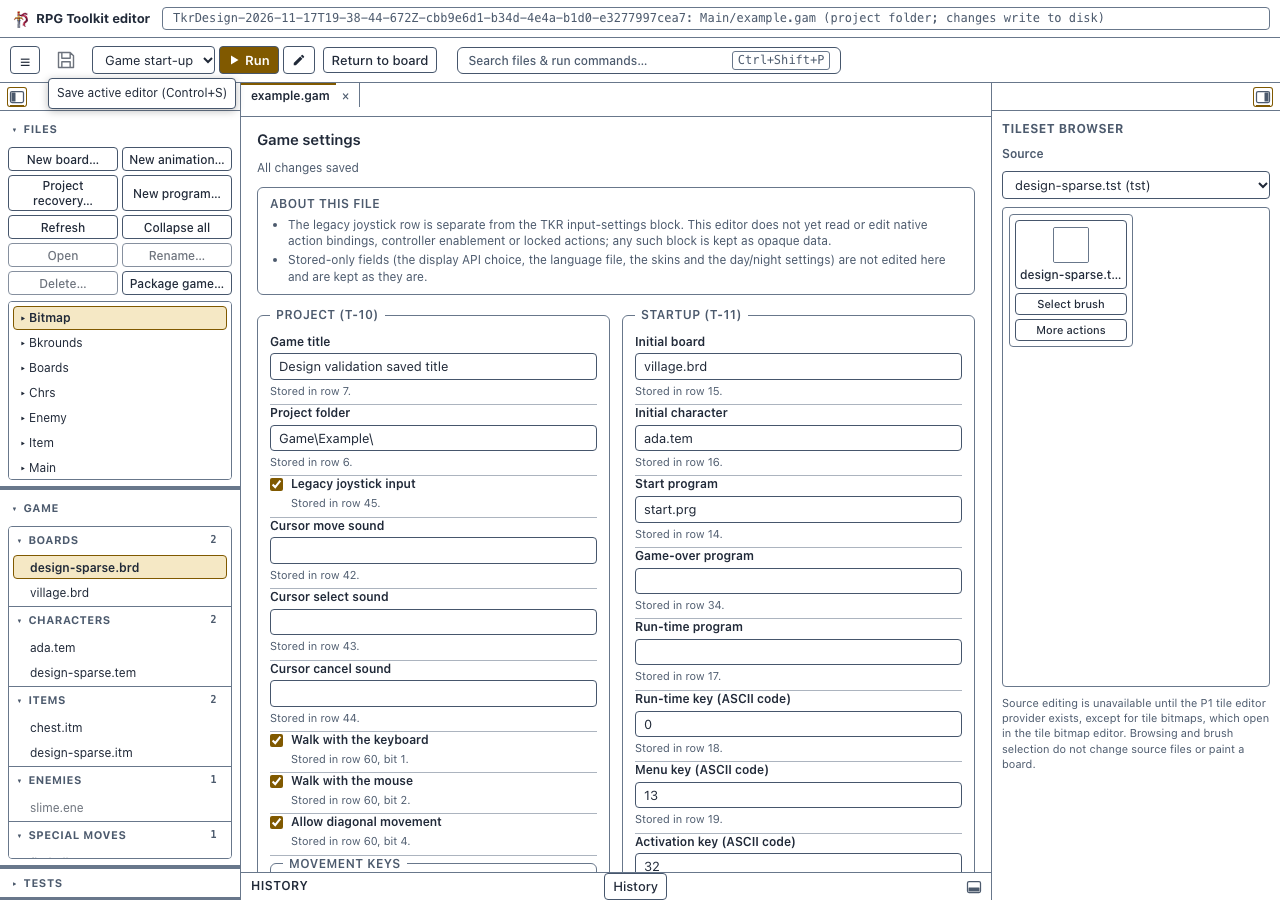 RPG Toolkit editor
TkrDesign-2026-11-17T19-38-44-672Z-cbb9e6d1-b34d-4e4a-b1d0-e3277997cea7: Main/example.gam (project folder; changes write to disk)
Game start-up
Run
Return to board
Search files & run commands...
Ctrl+Shift+P
Save active editor (Control+S)
FILES
New board...
New animation...
Project
recovery...
New program...
Refresh
Collapse all
Open
Rename...
Delete...
Package game...
Bitmap
Bkrounds
Boards
Chrs
Enemy
Item
Main
GAME
BOARDS 2
design-sparse.brd
village.brd
CHARACTERS 2
ada.tem
design-sparse.tem
ITEMS 2
chest.itm
design-sparse.itm
ENEMIES 1
slime.ene
SPECIAL MOVES 1
TESTS
example.gam ×
Game settings
All changes saved
ABOUT THIS FILE
• The legacy joystick row is separate from the TKR input-settings block. This editor does not yet read or edit native
action bindings, controller enablement or locked actions; any such block is kept as opaque data.
• Stored-only fields (the display API choice, the language file, the skins and the day/night settings) are not edited here
and are kept as they are.
PROJECT (T-10)
Game title
Design validation saved title
Stored in row 7.
Project folder
Game\Example\
Stored in row 6.
Legacy joystick input
Stored in row 45.
Cursor move sound
Stored in row 42.
Cursor select sound
Stored in row 43.
Cursor cancel sound
Stored in row 44.
Walk with the keyboard
Stored in row 60, bit 1.
Walk with the mouse
Stored in row 60, bit 2.
Allow diagonal movement
Stored in row 60, bit 4.
MOVEMENT KEYS
STARTUP (T-11)
Initial board
village.brd
Stored in row 15.
Initial character
ada.tem
Stored in row 16.
Start program
start.prg
Stored in row 14.
Game-over program
Stored in row 34.
Run-time program
Stored in row 17.
Run-time key (ASCII code)
0
Stored in row 18.
Menu key (ASCII code)
13
Stored in row 19.
Activation key (ASCII code)
32
HISTORY
History
TILESET BROWSER
Source
design-sparse.tst (tst)
design-sparse.t...
Select brush
More actions
Source editing is unavailable until the P1 tile editor
provider exists, except for tile bitmaps, which open
in the tile bitmap editor. Browsing and brush
selection do not change source files or paint a
board.